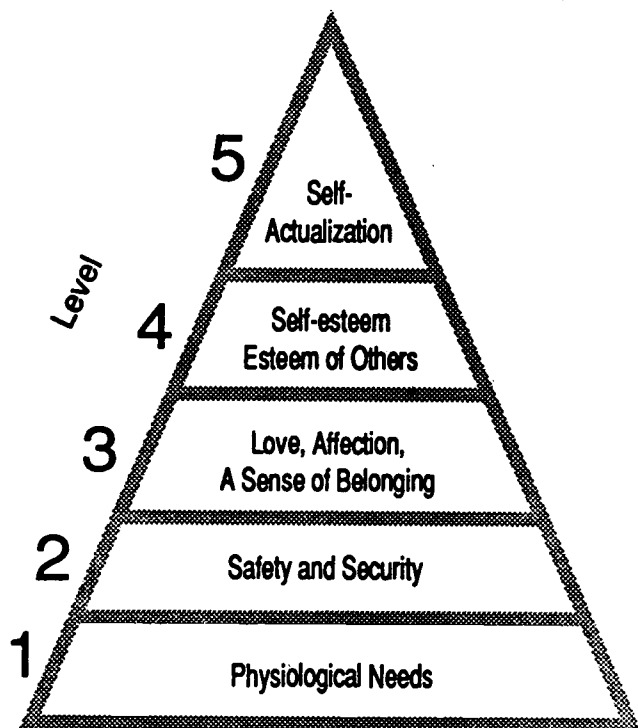 5
Self-
Actualization
Level
4
Self-esteem
Esteem of Others
3
Love, Affection,
A Sense of Belonging
2
Safety and Security
1
Physiological Needs